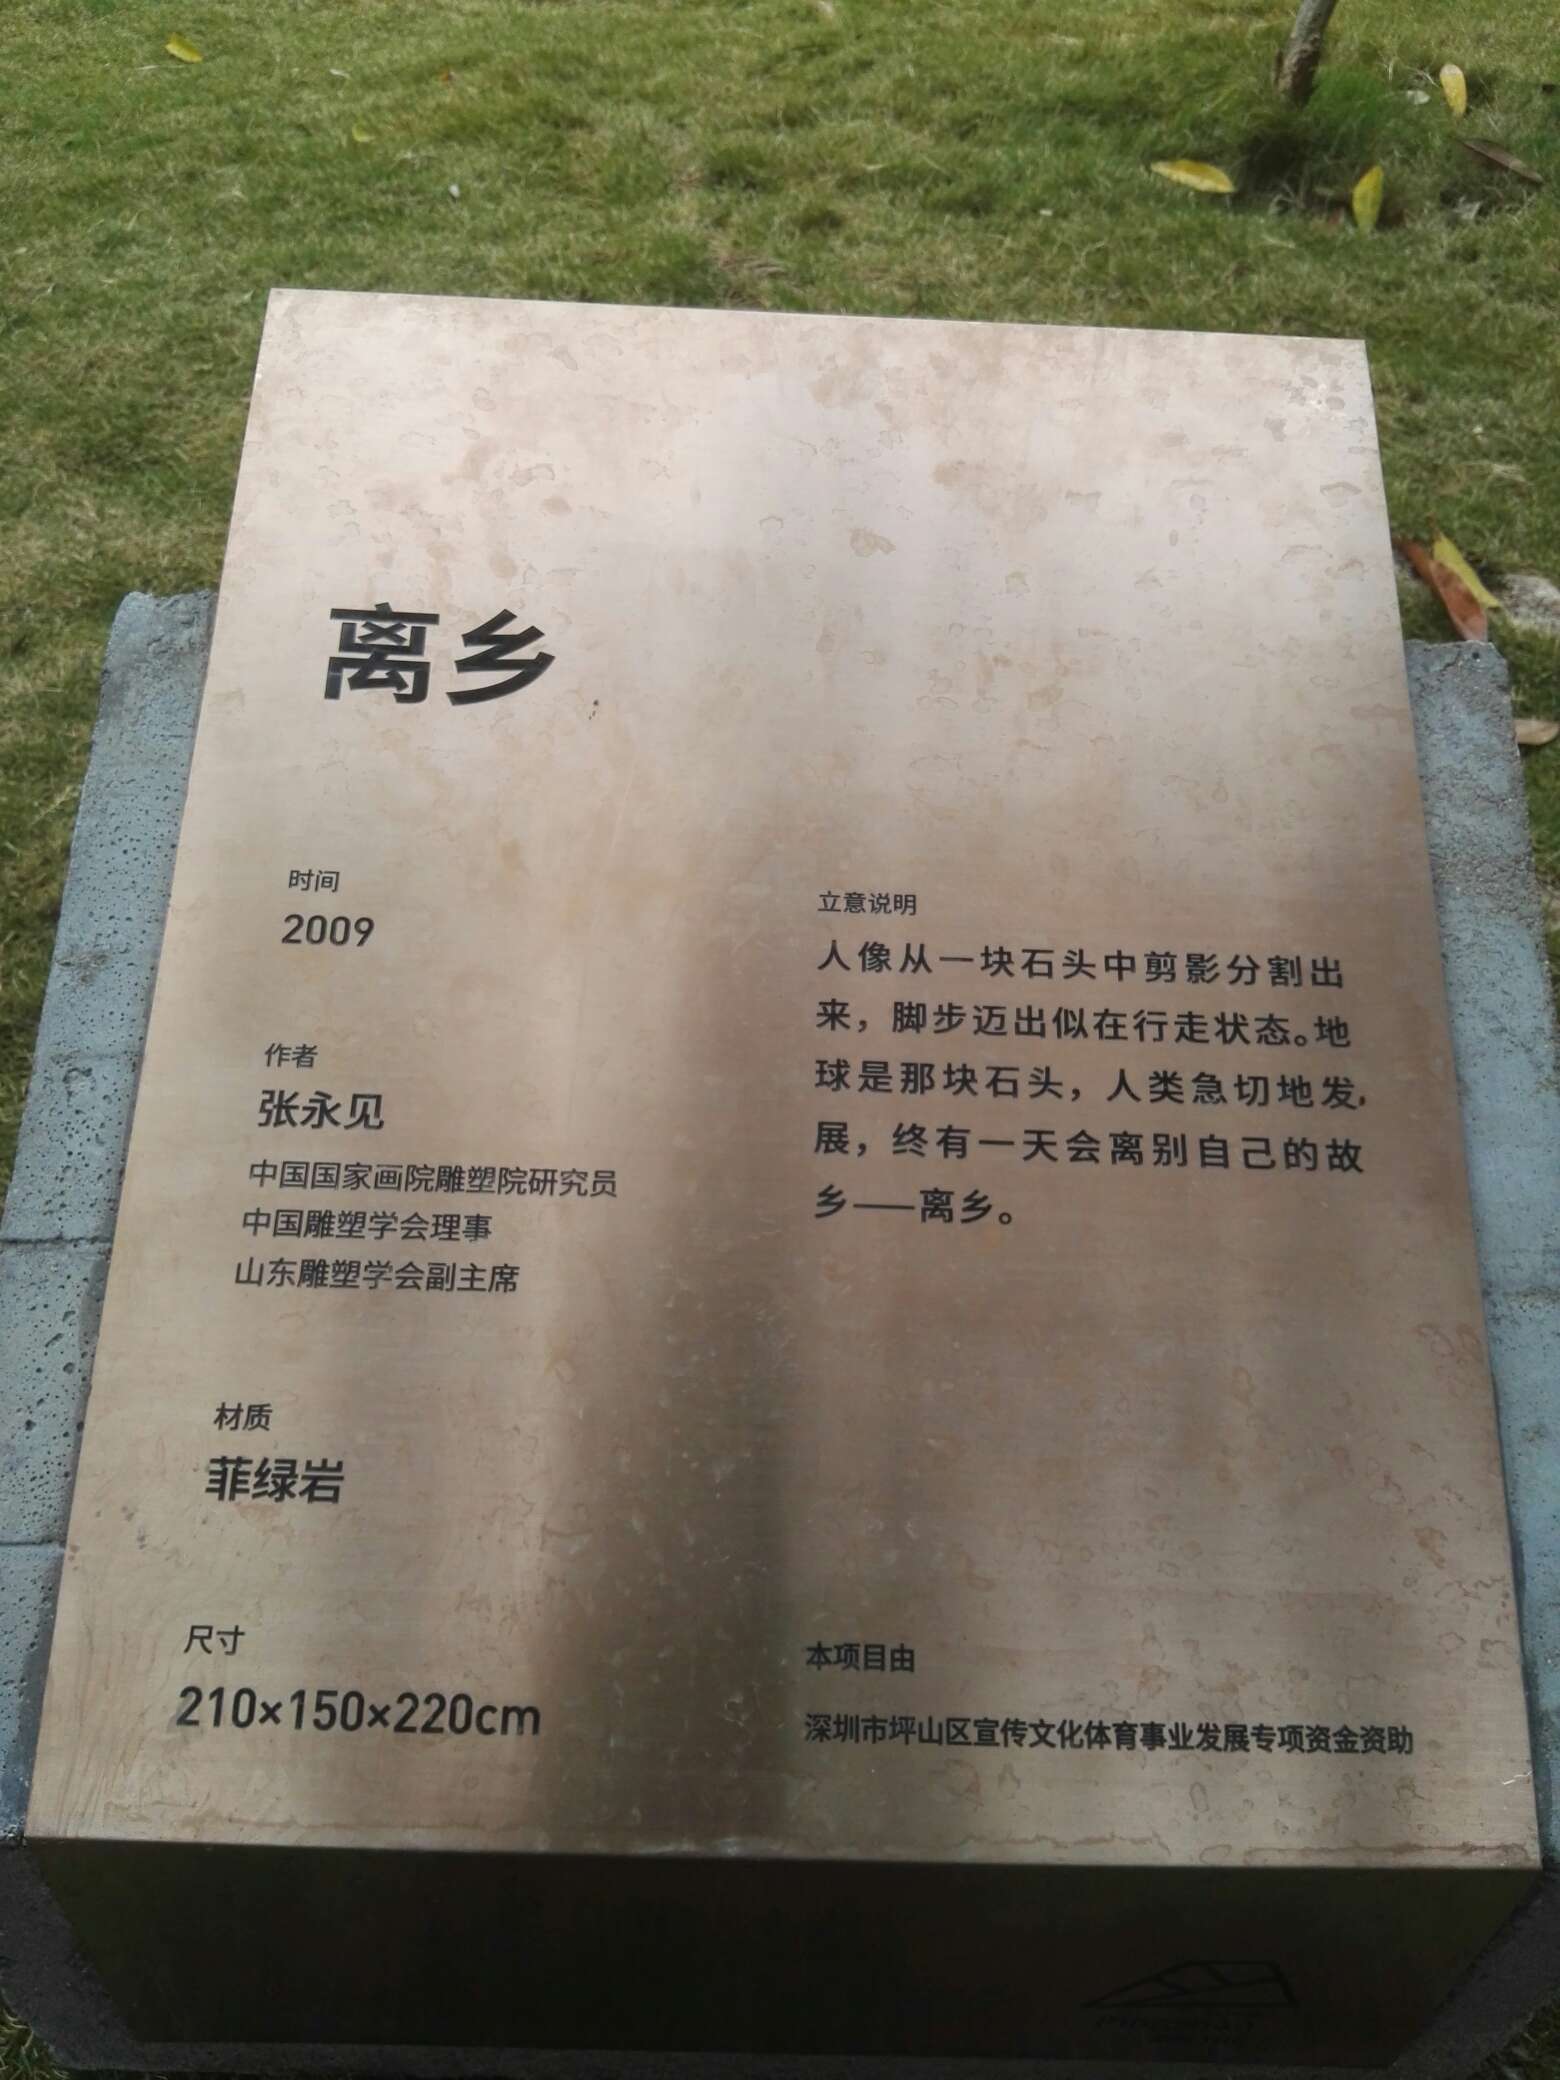 离乡
时间
2009
作者
张永见
中国国家画院雕塑院研究员
中国雕塑学会理事
山东雕塑学会副主席
材质
菲绿岩
尺寸
210×150×220cm
立意说明
人像从一块石头中剪影分割出
来，脚步迈出似在行走状态。地
球是那块石头，人类急切地发
展，终有一天会离别自己的故
乡——离乡。
本项目由
深圳市坪山区宣传文化体育事业发展专项资金资助